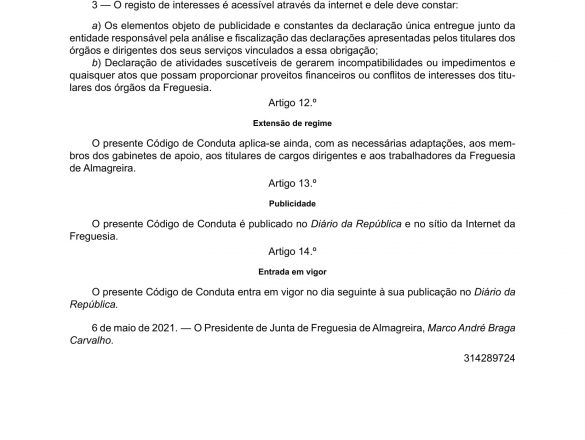 3 — O registo de interesses é acessível através da internet e dele deve constar:
a) Os elementos objeto de publicidade e constantes da declaração única entregue junto da
entidade responsável pela análise e fiscalização das declarações apresentadas pelos titulares dos
órgãos e dirigentes dos seus serviços vinculados a essa obrigação;
b) Declaração de atividades suscetíveis de gerarem incompatibilidades ou impedimentos e
quaisquer atos que possam proporcionar proveitos financeiros ou conflitos de interesses dos titu-
lares dos órgãos da Freguesia.
Artigo 12.º
Extensão de regime
O presente Código de Conduta aplica-se ainda, com as necessárias adaptações, aos mem-
bros dos gabinetes de apoio, aos titulares de cargos dirigentes e aos trabalhadores da Freguesia
de Almagreira.
Artigo 13.º
Publicidade
O presente Código de Conduta é publicado no Diário da República e no sítio da Internet da
Freguesia.
Artigo 14.º
Entrada em vigor
O presente Código de Conduta entra em vigor no dia seguinte à sua publicação no Diário da
República.
6 de maio de 2021. — O Presidente de Junta de Freguesia de Almagreira, Marco André Braga
Carvalho.
314289724